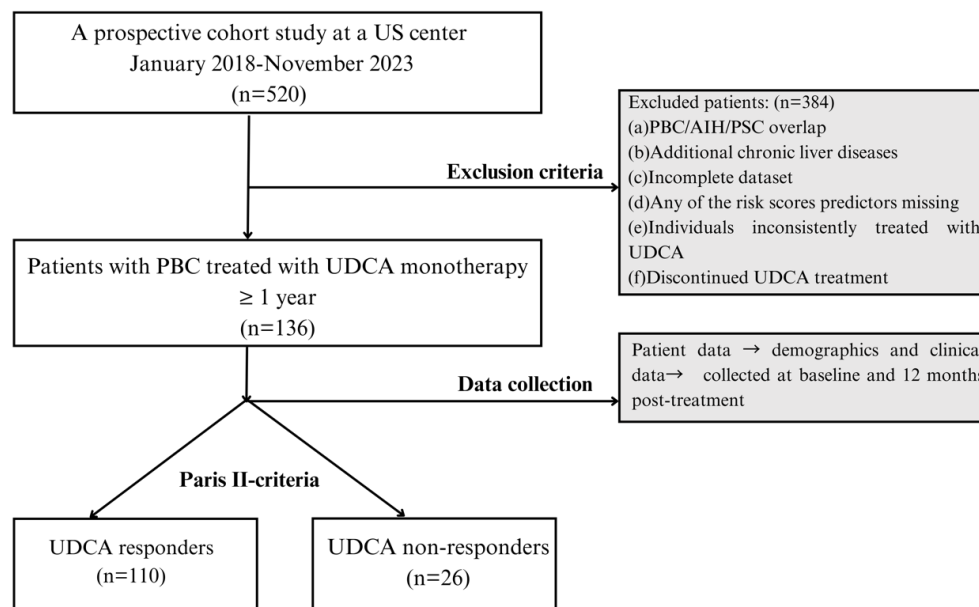 A prospective cohort study at a US center
January 2018-November 2023
(n=520)
Exclusion criteria
Excluded patients: (n=384)
(a)PBC/AIH/PSC overlap
(b)Additional chronic liver diseases
(c)Incomplete dataset
(d)Any of the risk scores predictors missing
(e)Individuals inconsistently treated with
UDCA
(f)Discontinued UDCA treatment
Patients with PBC treated with UDCA monotherapy
≥ 1 year
(n=136)
Data collection
Patient data → demographics and clinical
data→ collected at baseline and 12 months
post-treatment
Paris II-criteria
UDCA responders
(n=110)
UDCA non-responders
(n=26)